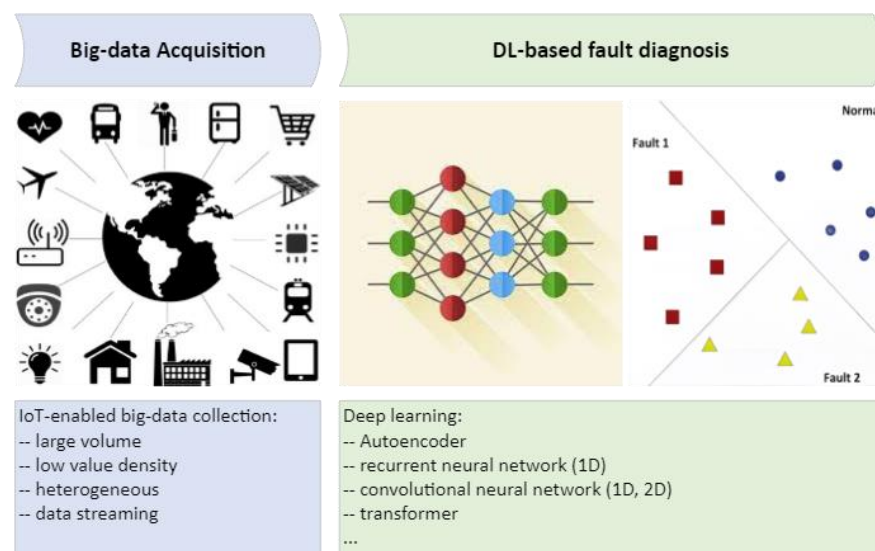 Big-data Acquisition
DL-based fault diagnosis
Fault 1
Norma
Fault 2
IoT-enabled big-data collection:
-- large volume
-- low value density
-- heterogeneous
-- data streaming
Deep learning:
-- Autoencoder
-- recurrent neural network (1D)
-- convolutional neural network (1D, 2D)
-- transformer
...